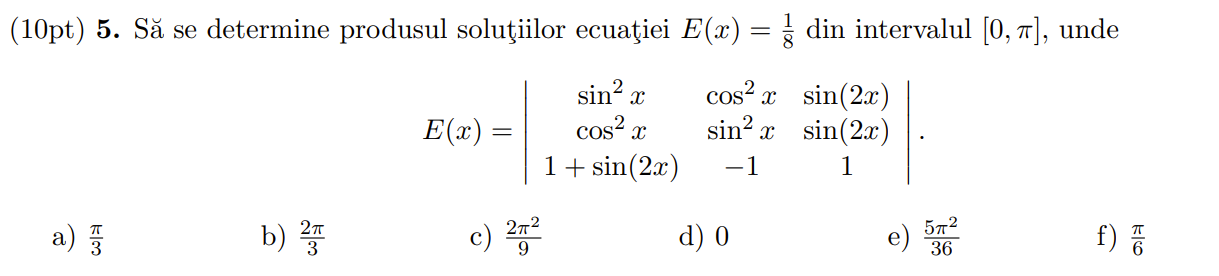 (10pt) 5. Să se determine produsul soluţiilor ecuaţiei E(x) = 1/8 din intervalul [0, π], unde
E(x) = | sin² x cos² x sin(2x) |
| cos² x sin² x sin(2x) |
| 1 + sin(2x) −1 1 | .
a) π/3 b) 2π/3 c) 2π²/9 d) 0 e) 5π²/36 f) π/6